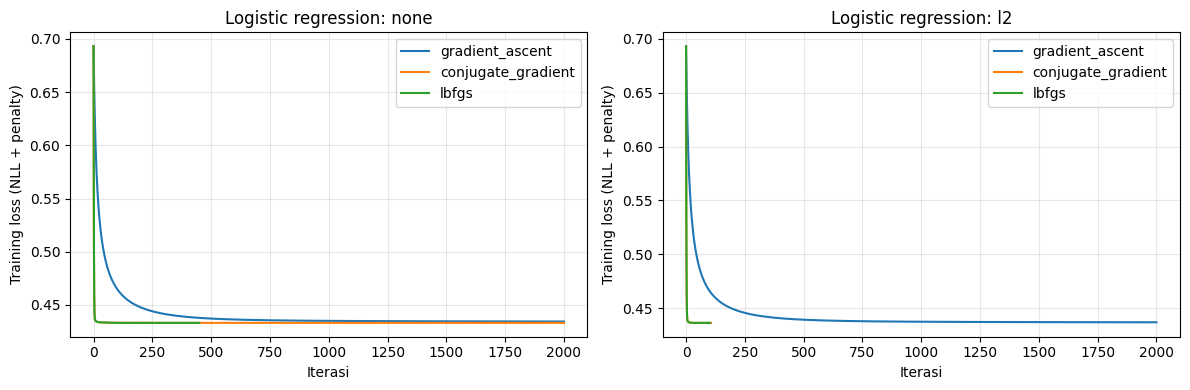 Logistic regression: none
Training loss (NLL + penalty)
0.70
0.65
0.60
0.55
0.50
0.45
gradient_ascent
conjugate_gradient
lbfgs
0 250 500 750 1000 1250 1500 1750 2000
Iterasi
Logistic regression: l2
Training loss (NLL + penalty)
0.70
0.65
0.60
0.55
0.50
0.45
gradient_ascent
conjugate_gradient
lbfgs
0 250 500 750 1000 1250 1500 1750 2000
Iterasi